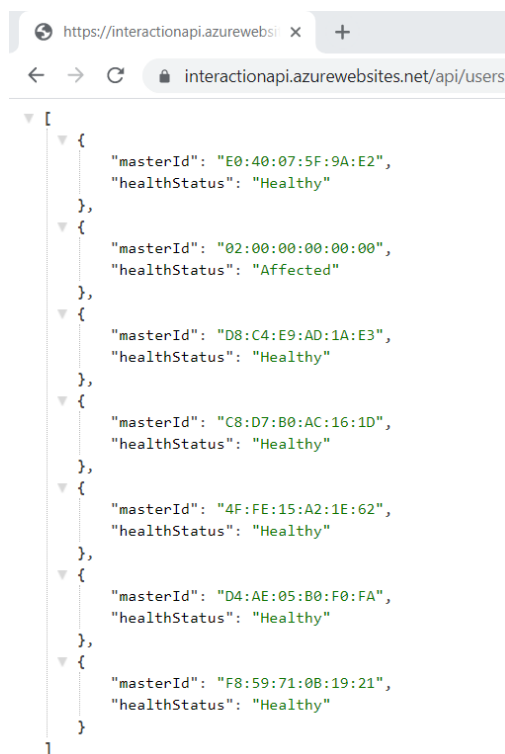 https://interactionapi.azurewebsi
interactionapi.azurewebsites.net/api/users
[
{
"masterId": "E0:40:07:5F:9A:E2",
"healthStatus": "Healthy"
},
{
"masterId": "02:00:00:00:00:00",
"healthStatus": "Affected"
},
{
"masterId": "D8:C4:E9:AD:1A:E3",
"healthStatus": "Healthy"
},
{
"masterId": "C8:D7:B0:AC:16:1D",
"healthStatus": "Healthy"
},
{
"masterId": "4F:FE:15:A2:1E:62",
"healthStatus": "Healthy"
},
{
"masterId": "D4:AE:05:B0:F0:FA",
"healthStatus": "Healthy"
},
{
"masterId": "F8:59:71:0B:19:21",
"healthStatus": "Healthy"
}
]